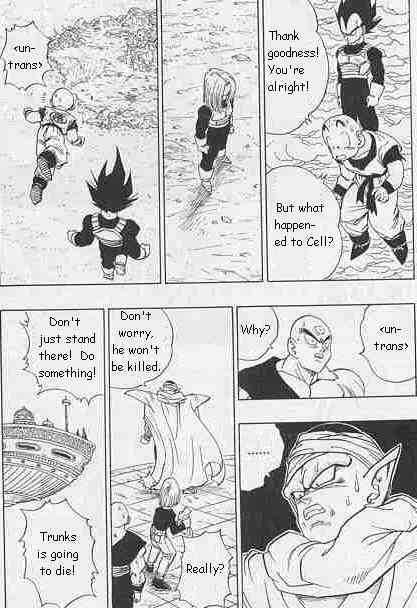 <un-
trans>
Thank
goodness!
You're
alright!
But what
happen-
ed to Cell?
Don't
just stand
there! Do
something!
Trunks
is going
to die!
Don't
worry,
he won't
be killed.
Really?
Why?
<un-
trans>
......